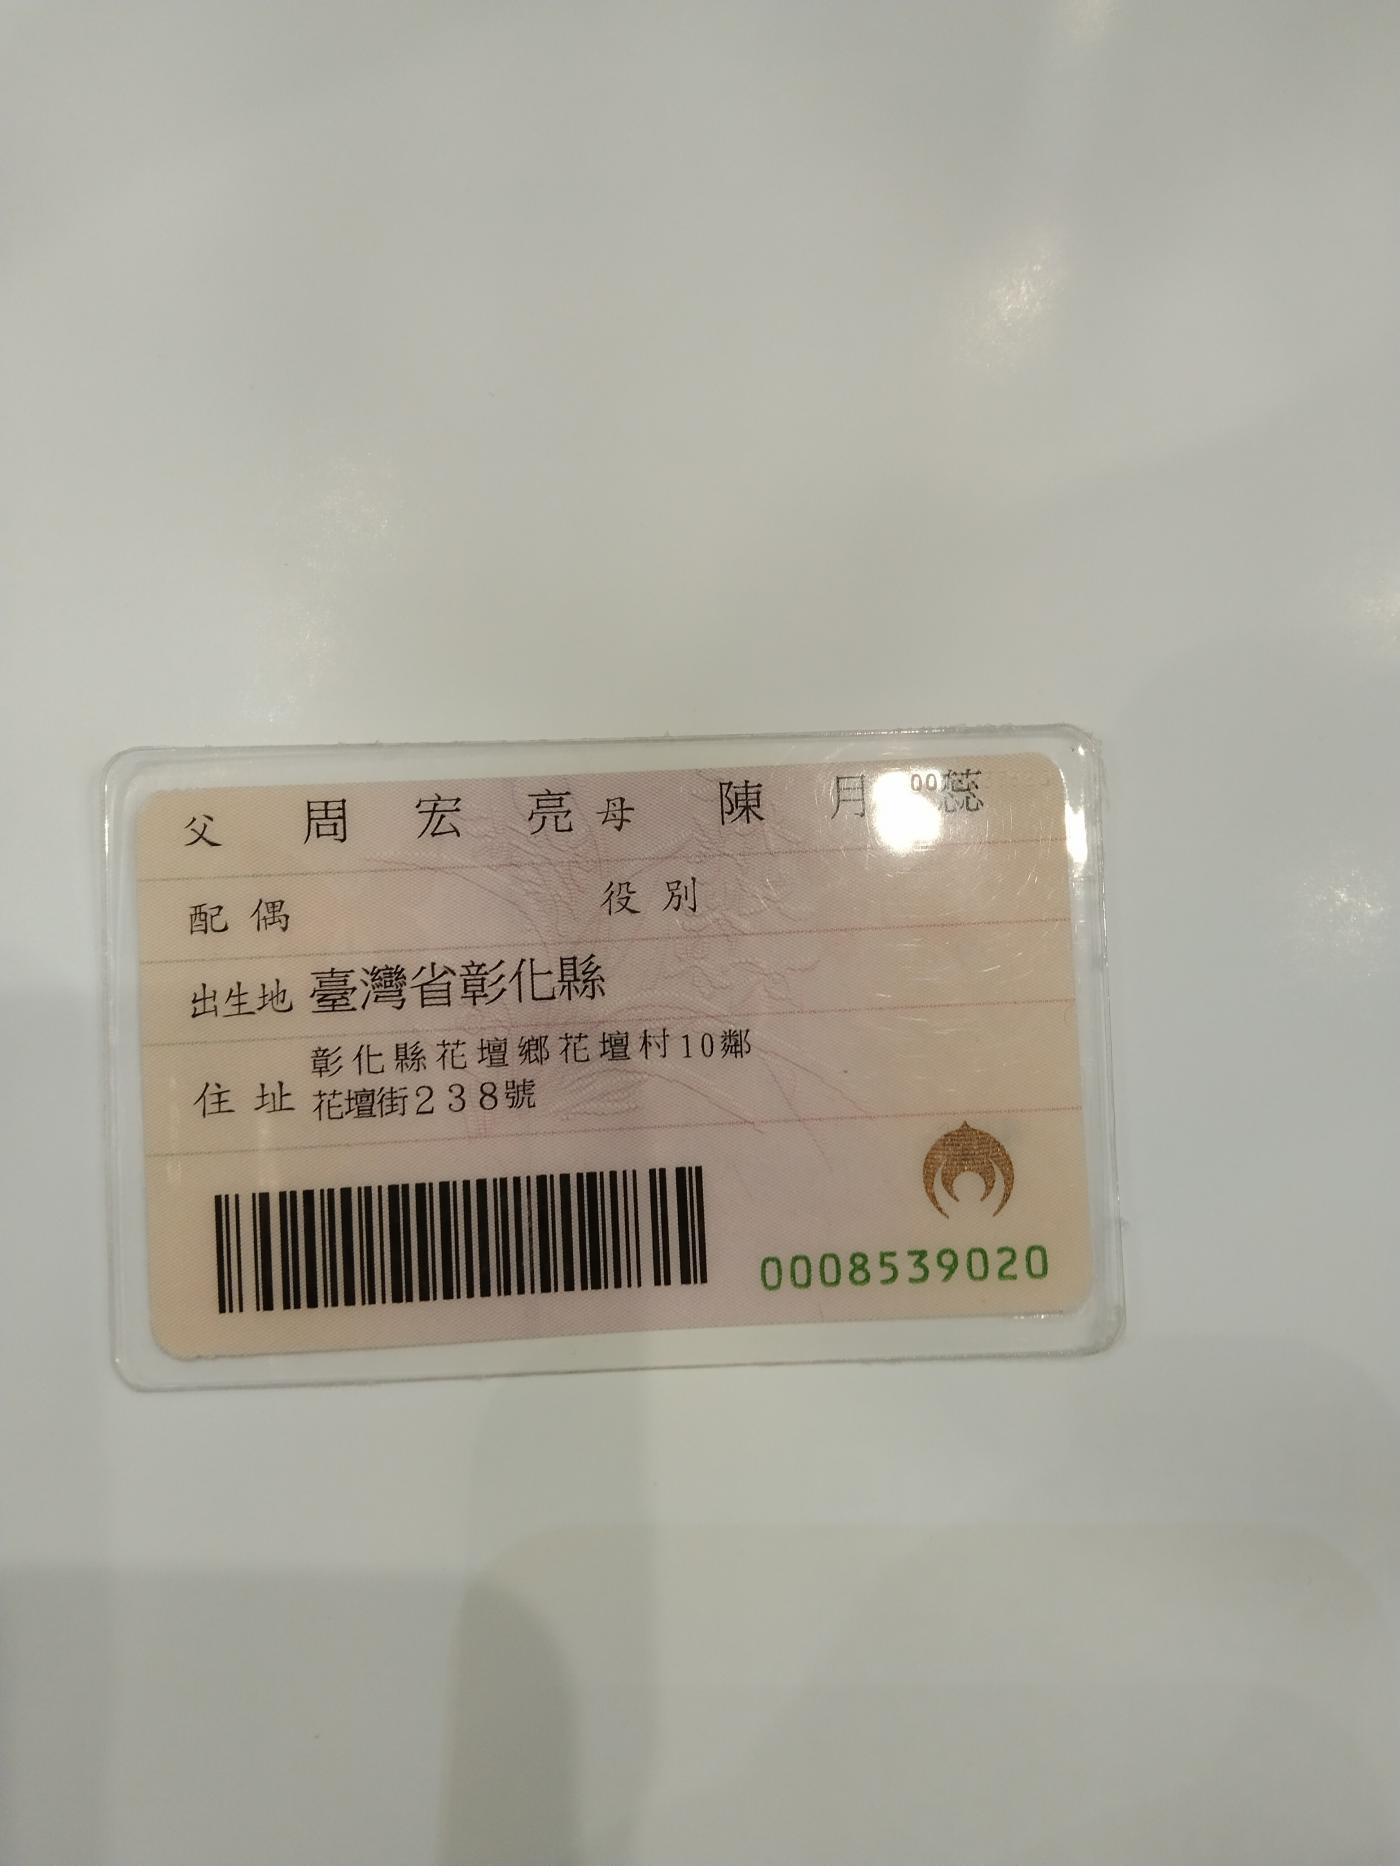 父 周宏亮 母 陳月蕊
配偶 役別
出生地 臺灣省彰化縣
住址 彰化縣花壇鄉花壇村10鄰
花壇街238號
0008539020